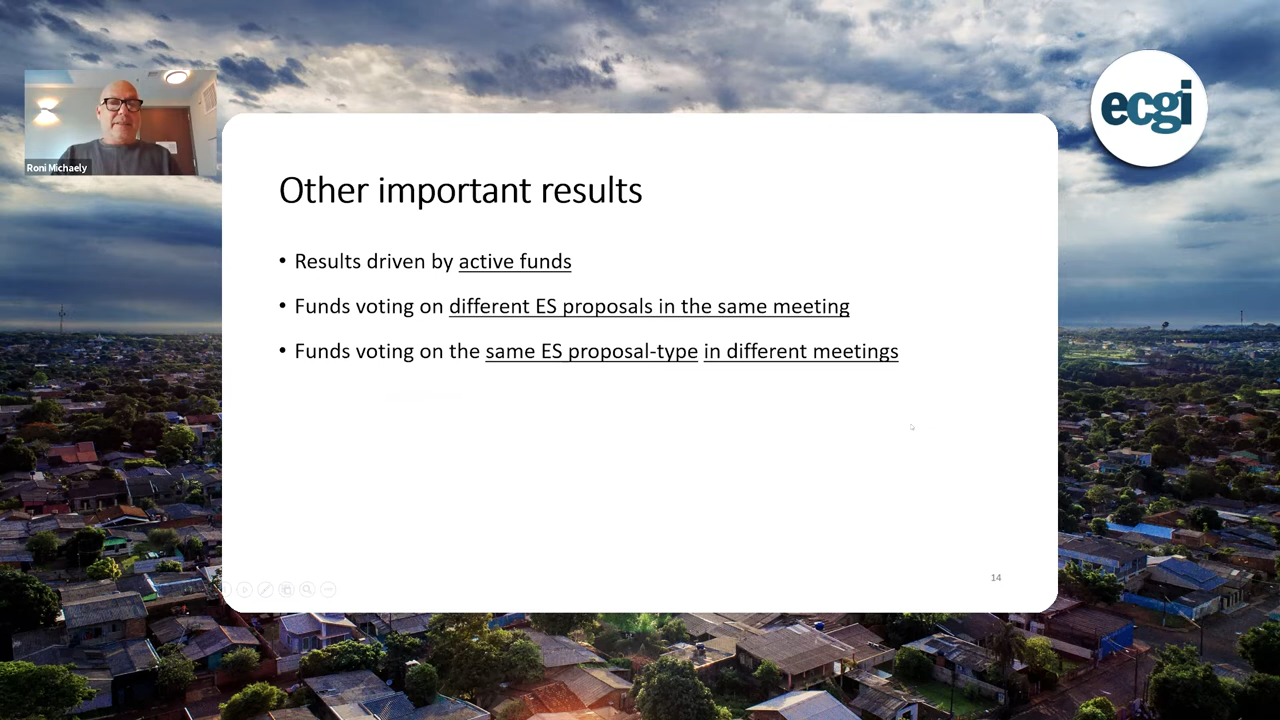 ecgi
Roni Michaely
Other important results
• Results driven by active funds
• Funds voting on different ES proposals in the same meeting
• Funds voting on the same ES proposal-type in different meetings
14